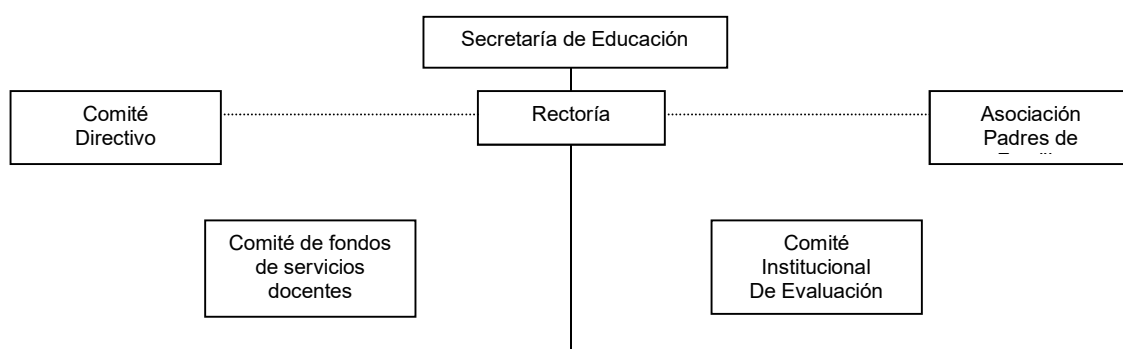 Secretaría de Educación
Comité
Directivo
Rectoría
Asociación
Padres de
Comité de fondos
de servicios
docentes
Comité
Institucional
De Evaluación